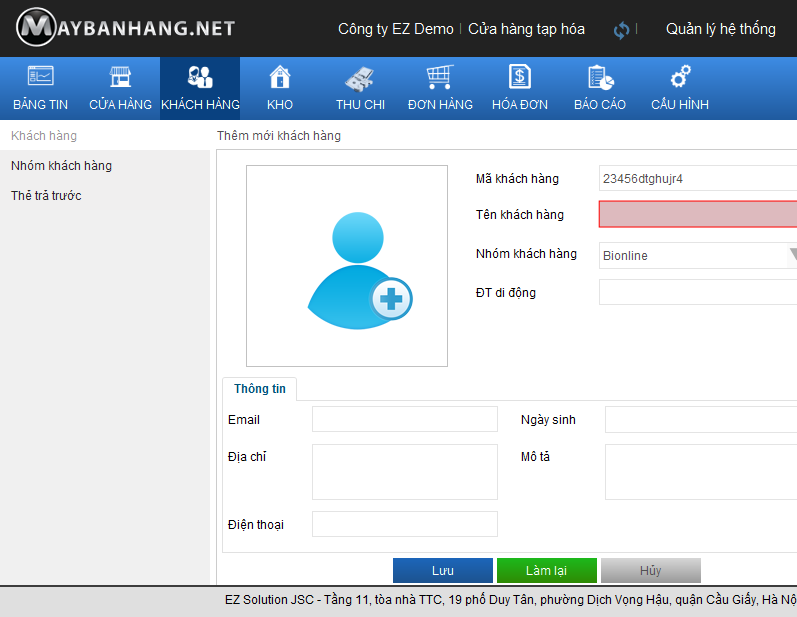 MAYBANHANG.NET
Công ty EZ Demo Cửa hàng tạp hóa Quản lý hệ thống
BẢNG TIN CỬA HÀNG KHÁCH HÀNG KHO THU CHI ĐƠN HÀNG HÓA ĐƠN BÁO CÁO CẤU HÌNH
Khách hàng
Nhóm khách hàng
Thẻ trả trước
Thêm mới khách hàng
Mã khách hàng 23456dtghujr4
Tên khách hàng
Nhóm khách hàng Bionline
ĐT di động
Thông tin
Email Ngày sinh
Địa chỉ Mô tả
Điện thoại
Lưu Làm lại Hủy
EZ Solution JSC - Tầng 11, tòa nhà TTC, 19 phố Duy Tân, phường Dịch Vọng Hậu, quận Cầu Giấy, Hà Nộ